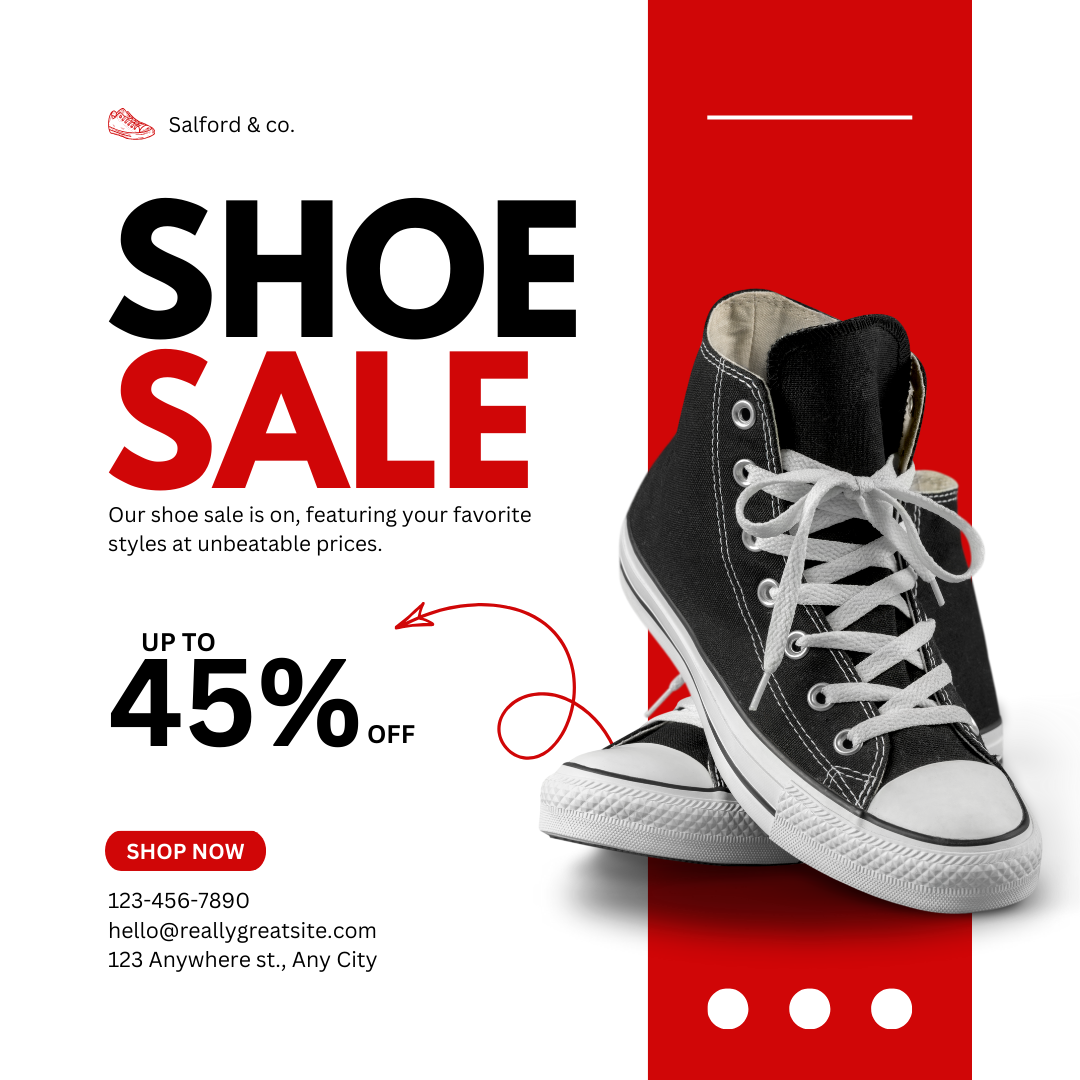 Salford & co.
SHOE
SALE
Our shoe sale is on, featuring your favorite
styles at unbeatable prices.
UP TO
45% OFF
SHOP NOW
123-456-7890
hello@reallygreatsite.com
123 Anywhere st., Any City